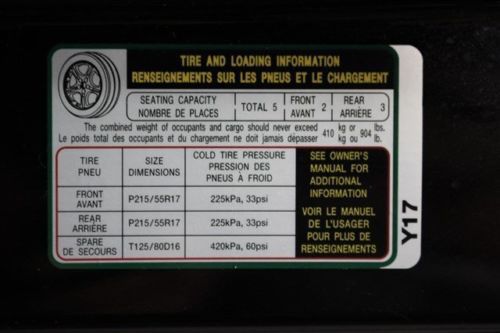 TIRE AND LOADING INFORMATION
RENSEIGNEMENTS SUR LES PNEUS ET LE CHARGEMENT
SEATING CAPACITY
NOMBRE DE PLACES
TOTAL 5
FRONT
AVANT 2
REAR
ARRIÈRE 3
The combined weight of occupants and cargo should never exceed 410 kg or 904 lbs.
Le poids total des occupants et du chargement ne doit jamais dépasser 410 kg ou 904 lb.
TIRE
PNEU
SIZE
DIMENSIONS
COLD TIRE PRESSURE
PRESSION DES
PNEUS À FROID
FRONT
AVANT
P215/55R17
225kPa, 33psi
REAR
ARRIÈRE
P215/55R17
225kPa, 33psi
SPARE
DE SECOURS
T125/80D16
420kPa, 60psi
SEE OWNER'S
MANUAL FOR
ADDITIONAL
INFORMATION
VOIR LE MANUEL
DE L'USAGER
POUR PLUS DE
RENSEIGNEMENTS
Y17